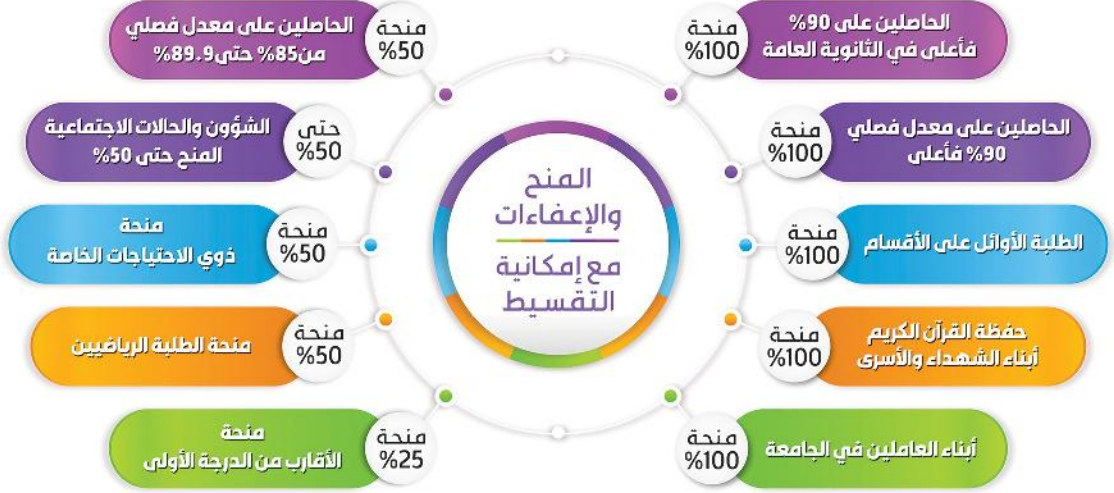 المنح
والإعفاءات
مع إمكانية
التقسيط
منحة
%100
الحاصلين على 90%
فأعلى في الثانوية العامة
منحة
%100
الحاصلين على معدل فصلي
90% فأعلى
منحة
%100
الطلبة الأوائل على الأقسام
منحة
%100
حفظة القرآن الكريم
أبناء الشهداء والأسرى
منحة
%100
أبناء العاملين في الجامعة
منحة
%50
الحاصلين على معدل فصلي
من85% حتى89.9%
حتى
%50
الشؤون والحالات الاجتماعية
المنح حتى 50%
منحة
%50
منحة
ذوي الاحتياجات الخاصة
منحة
%50
منحة الطلبة الرياضيين
منحة
%25
منحة
الأقارب من الدرجة الأولى